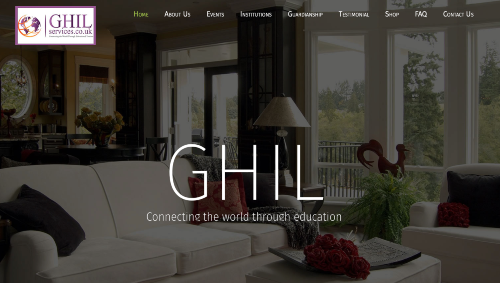 GHIL
services.co.uk
Home About Us Events Institutions Guardianship Testimonial Shop FAQ Contact Us
GHIL
Connecting the world through education